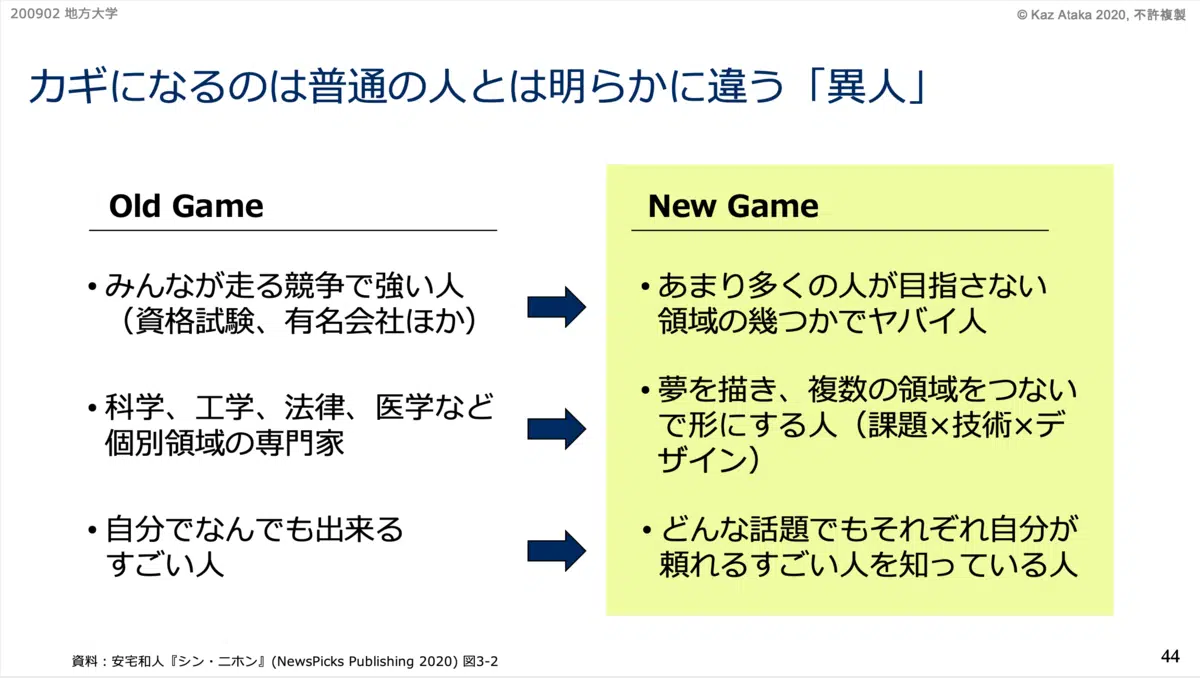 200902 地方大学
© Kaz Ataka 2020, 不許複製
カギになるのは普通の人とは明らかに違う「異人」
Old Game
・みんなが走る競争で強い人
（資格試験、有名会社ほか）
・科学、工学、法律、医学など
個別領域の専門家
・自分でなんでも出来る
すごい人
New Game
・あまり多くの人が目指さない
領域の幾つかでヤバイ人
・夢を描き、複数の領域をつない
で形にする人（課題×技術×デ
ザイン）
・どんな話題でもそれぞれ自分が
頼れるすごい人を知っている人
資料：安宅和人『シン・ニホン』(NewsPicks Publishing 2020) 図3-2
44